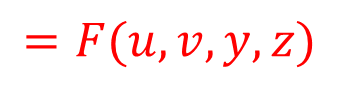 = F(u, v, y, z)